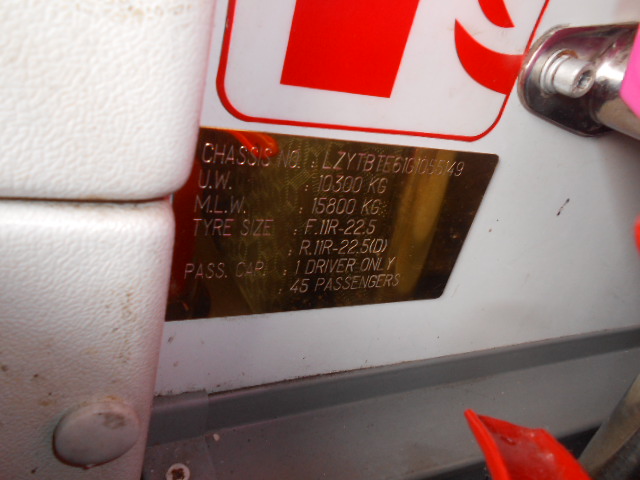 CHASSIS NO. : LZYTBTE6101055149
U.W. : 10300 KG
M.L.W. : 15800 KG
TYRE SIZE : F.11R-22.5
: R.11R-22.5(D)
PASS. CAP. : 1 DRIVER ONLY
: 45 PASSENGERS